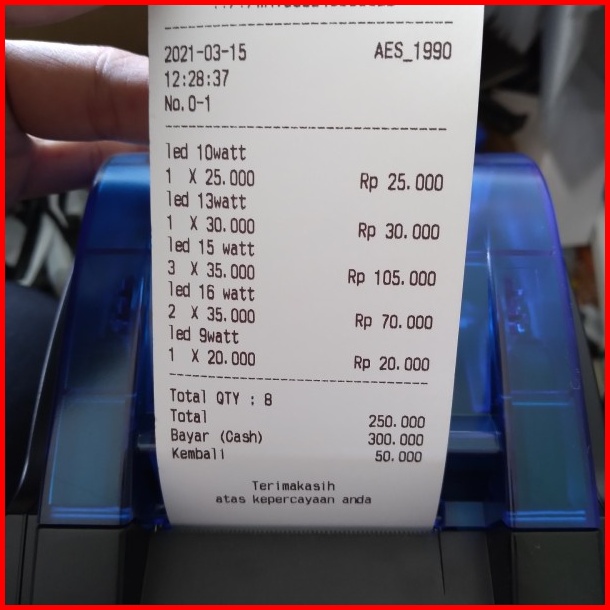 2021-03-15 AES_1990
12:28:37
No.0-1
led 10watt
1 X 25.000 Rp 25.000
led 13watt
1 X 30.000 Rp 30.000
led 15 watt
3 X 35.000 Rp 105.000
led 16 watt
2 X 35.000 Rp 70.000
led 9watt
1 X 20.000 Rp 20.000
Total QTY : 8
Total 250.000
Bayar (Cash) 300.000
Kembali 50.000
Terimakasih
atas kepercayaan anda